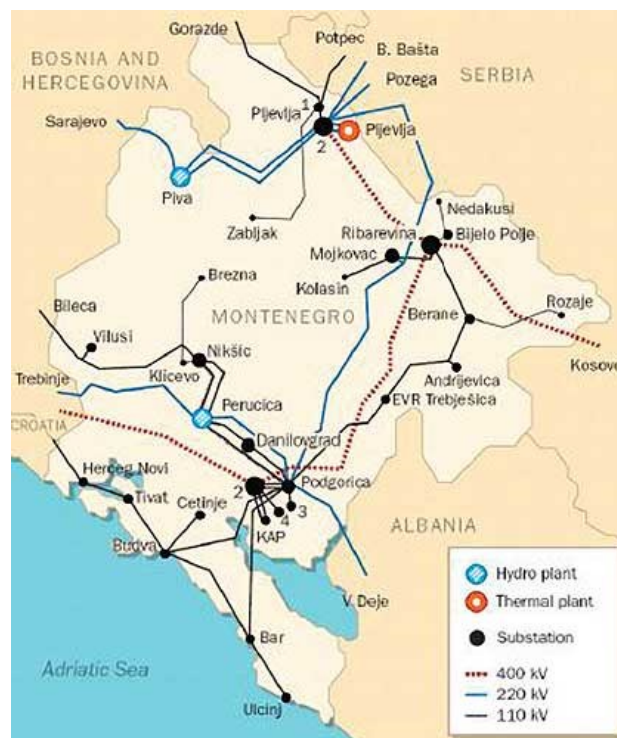 Gorazde
Potpec
B. Bašta
BOSNIA AND
HERCEGOVINA
SERBIA
Pozega
1
Pljevlja
Sarajevo
Pljevlja
2
Piva
Nedakusi
Zabljak
Ribarevina
Bijelo Polje
Mojkovac
Brezna
Kolasin
Bileca
MONTENEGRO
Rozaje
Berane
Vilusi
Nikšic
Kosovo
Klicevo
Andrijevica
Trebinje
Perucica
EVR Trebješica
CROATIA
Danilovgrad
Herceg Novi
2
Podgorica
Tivat
Cetinje
4
3
KAP
ALBANIA
Budva
V. Deje
Hydro plant
Thermal plant
Bar
Substation
Adriatic Sea
400 kV
220 kV
Ulcinj
110 kV